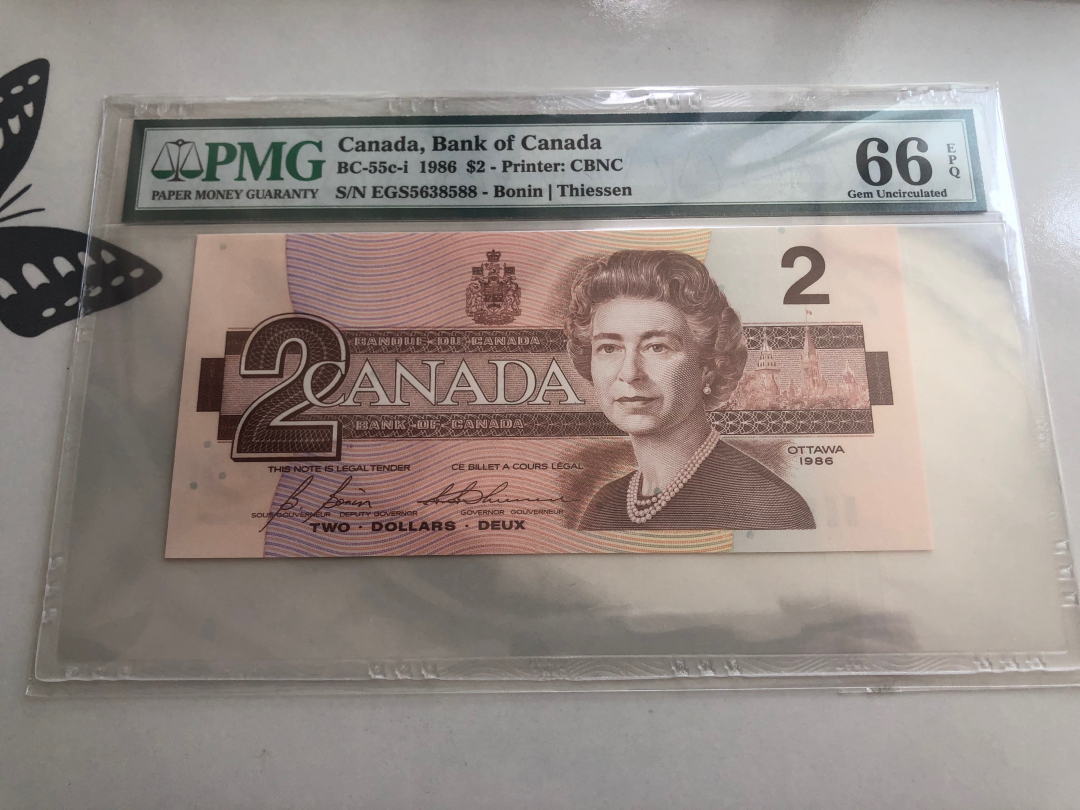 PMG
PAPER MONEY GUARANTY
Canada, Bank of Canada
BC-55c-i 1986 $2 - Printer: CBNC
S/N EGS5638588 - Bonin | Thiessen
66 EPQ
Gem Uncirculated
2
BANQUE · DU · CANADA
2 CANADA
BANK · OF · CANADA
OTTAWA
1986
THIS NOTE IS LEGAL TENDER CE BILLET A COURS LÉGAL
SOUS-GOUVERNEUR DEPUTY GOVERNOR GOVERNOR GOUVERNEUR
TWO · DOLLARS · DEUX